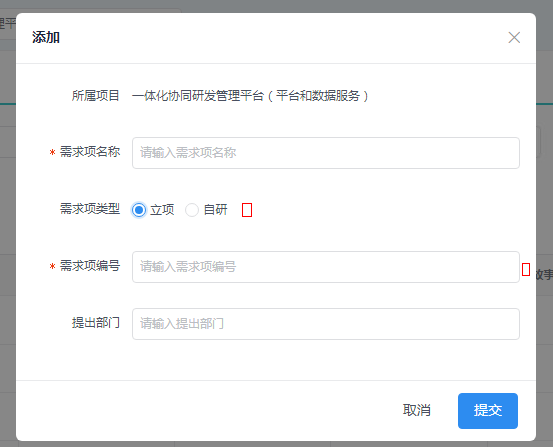 添加
所属项目 一体化协同研发管理平台（平台和数据服务）
* 需求项名称 请输入需求项名称
需求项类型 立项 自研
* 需求项编号 请输入需求项编号
提出部门 请输入提出部门
取消 提交